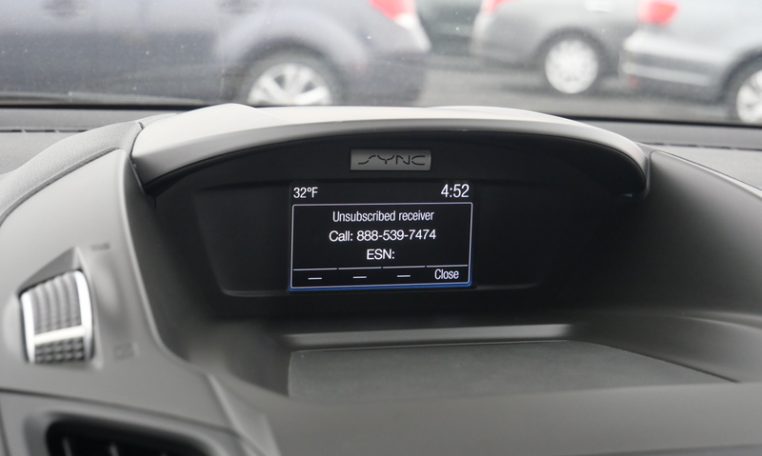 SYNC
32°F 4:52
Unsubscribed receiver
Call: 888-539-7474
ESN:
— — — Close